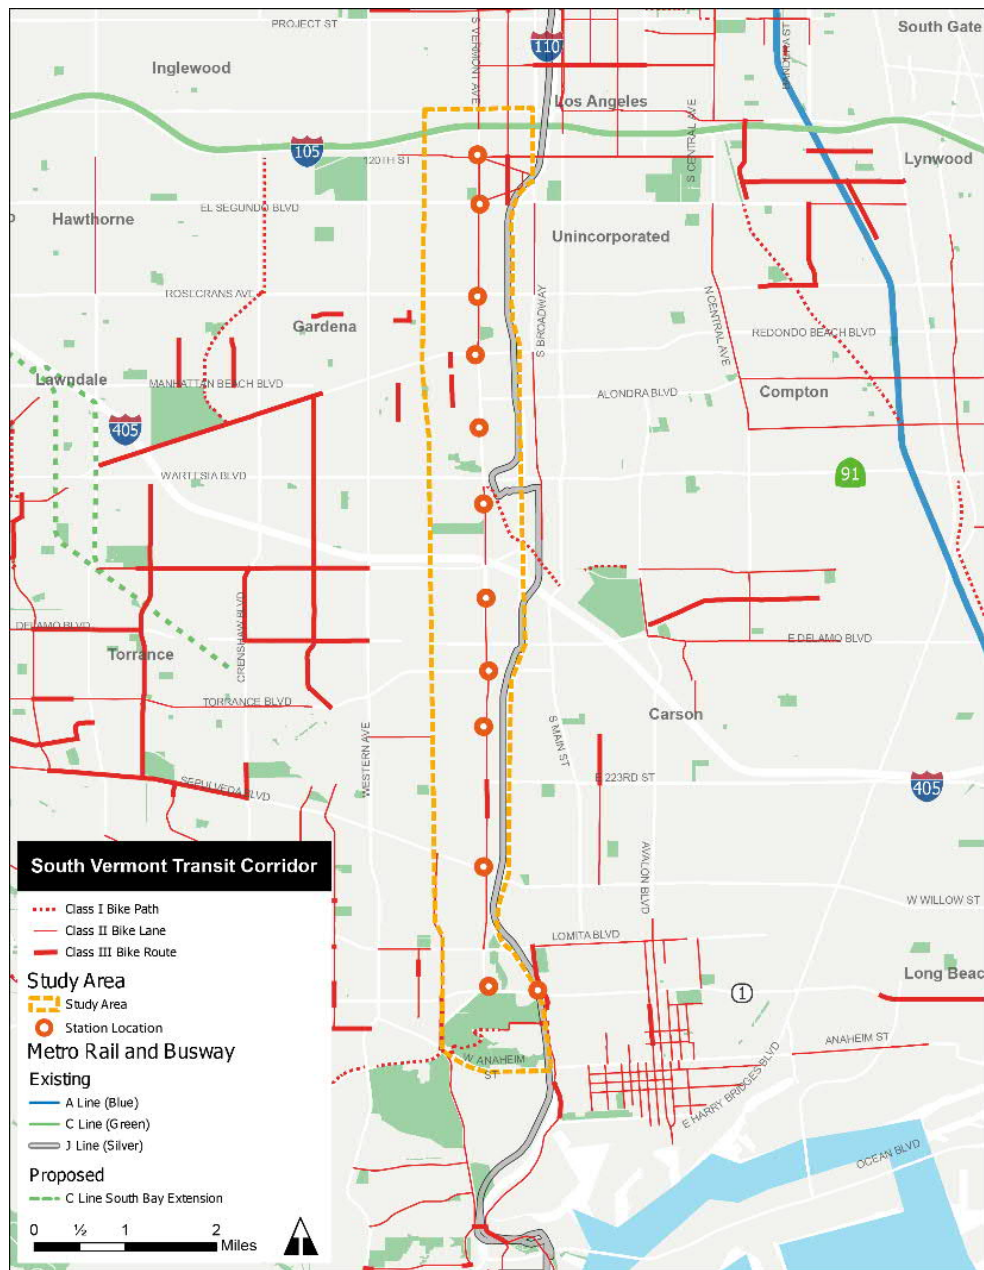 PROJECT ST
S VERMONT AVE
110
BANDERA ST
South Gate
Inglewood
Los Angeles
S CENTRAL AVE
105
120TH ST
Lynwood
EL SEGUNDO BLVD
Hawthorne
Unincorporated
ROSECRANS AVE
Gardena
S BROADWAY
N CENTRAL AVE
REDONDO BEACH BLVD
Lawndale
MANHATTAN BEACH BLVD
ALONDRA BLVD
Compton
405
W ARTESIA BLVD
91
CRENSHAW BLVD
DELAMO BLVD
E DELAMO BLVD
Torrance
TORRANCE BLVD
Carson
WESTERN AVE
S MAIN ST
E 223RD ST
SEPULVEDA BLVD
405
AVALON BLVD
W WILLOW ST
LOMITA BLVD
Long Beac
1
W ANAHEIM
ST
ANAHEIM ST
E HARRY BRIDGES BLVD
OCEAN BLVD
South Vermont Transit Corridor
Class I Bike Path
Class II Bike Lane
Class III Bike Route
Study Area
Study Area
Station Location
Metro Rail and Busway
Existing
A Line (Blue)
C Line (Green)
J Line (Silver)
Proposed
C Line South Bay Extension
0 ½ 1 2
Miles